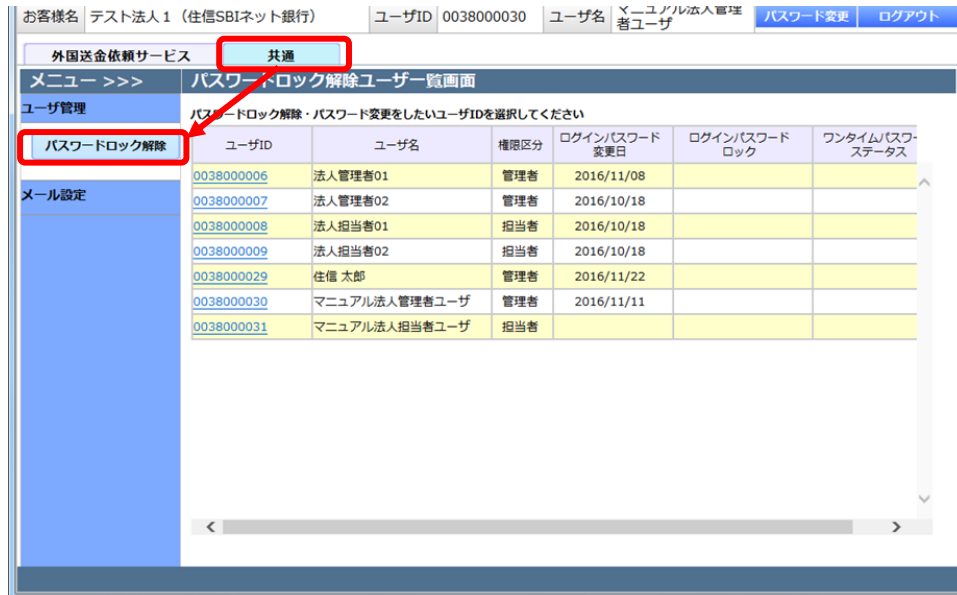 お客様名 テスト法人１（住信SBIネット銀行） ユーザID 0038000030 ユーザ名 マニュアル法人管理者ユーザ パスワード変更 ログアウト
外国送金依頼サービス 共通
メニュー >>> パスワードロック解除ユーザ一覧画面
ユーザ管理
パスワードロック解除・パスワード変更をしたいユーザIDを選択してください
パスワードロック解除
メール設定
ユーザID ユーザ名 権限区分 ログインパスワード変更日 ログインパスワードロック ワンタイムパスワーステータス
0038000006 法人管理者01 管理者 2016/11/08
0038000007 法人管理者02 管理者 2016/10/18
0038000008 法人担当者01 担当者 2016/10/18
0038000009 法人担当者02 担当者 2016/10/18
0038000029 住信 太郎 管理者 2016/11/22
0038000030 マニュアル法人管理者ユーザ 管理者 2016/11/11
0038000031 マニュアル法人担当者ユーザ 担当者